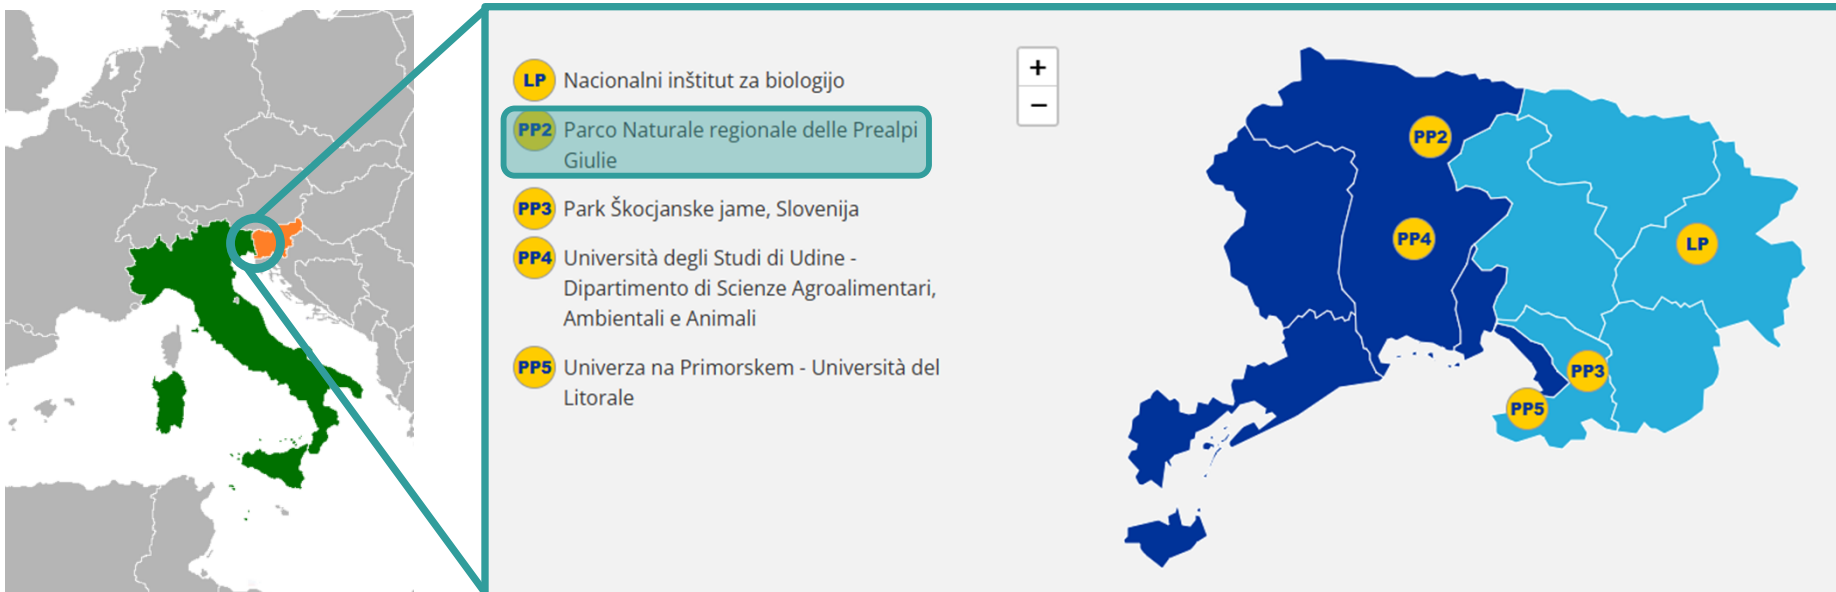 LP Nacionalni inštitut za biologijo
PP2 Parco Naturale regionale delle Prealpi
Giulie
PP3 Park Škocjanske jame, Slovenija
PP4 Università degli Studi di Udine -
Dipartimento di Scienze Agroalimentari,
Ambientali e Animali
PP5 Univerza na Primorskem - Università del
Litorale
+
−
PP2
PP4
LP
PP3
PP5